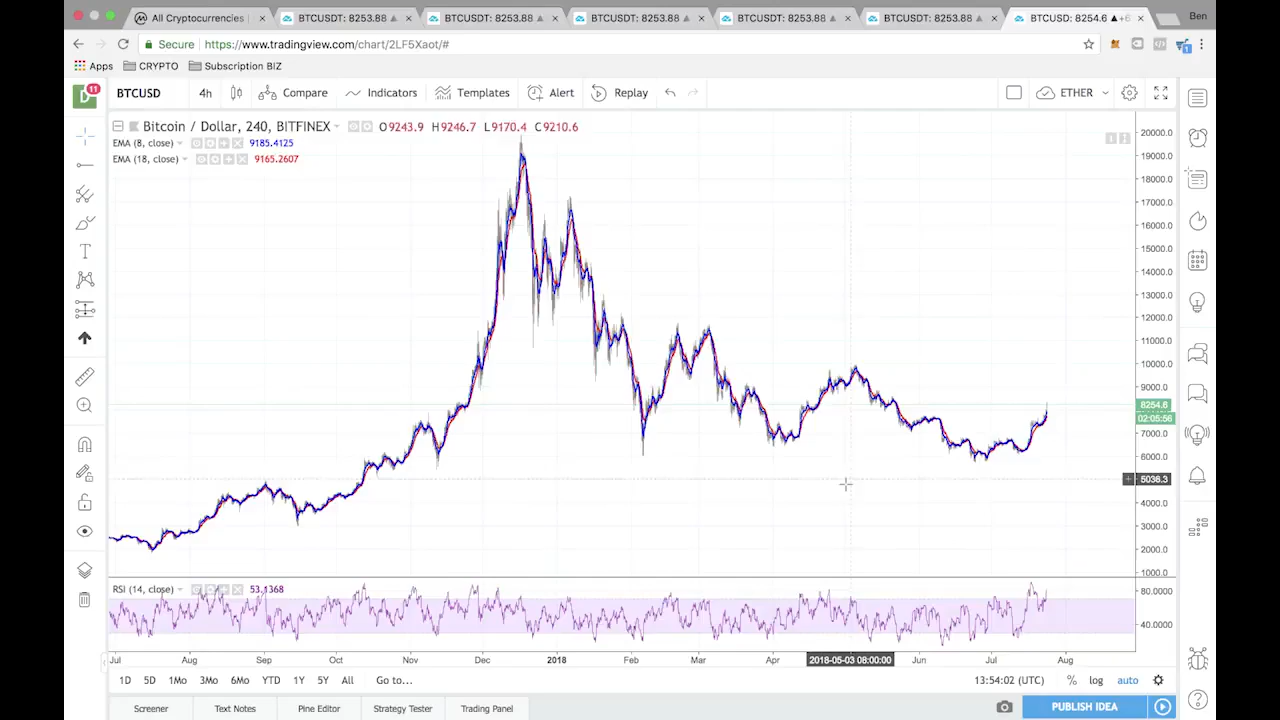 All Cryptocurrencies
BTCUSDT: 8253.88
BTCUSDT: 8253.88
BTCUSDT: 8253.88
BTCUSDT: 8253.88
BTCUSDT: 8253.88
BTCUSD: 8254.6 ▲+6
Ben
Secure https://www.tradingview.com/chart/2LF5Xaot/#
1
Apps CRYPTO Subscription BIZ
D 11 BTCUSD 4h Compare Indicators Templates Alert Replay ETHER
Bitcoin / Dollar, 240, BITFINEX O9243.9 H9246.7 L9170.4 C9210.6
EMA (8, close) 9185.4125
EMA (18, close) 9165.2607
20000.0
19000.0
18000.0
17000.0
16000.0
15000.0
14000.0
13000.0
12000.0
11000.0
10000.0
9000.0
8254.6
02:05:56
7000.0
6000.0
5036.3
4000.0
3000.0
2000.0
1000.0
RSI (14, close) 53.1368
80.0000
40.0000
Jul Aug Sep Oct Nov Dec 2018 Feb Mar Apr 2018-05-03 08:00:00 Jun Jul Aug
1D 5D 1Mo 3Mo 6Mo YTD 1Y 5Y All Go to... 13:54:02 (UTC) % log auto
Screener Text Notes Pine Editor Strategy Tester Trading Panel PUBLISH IDEA